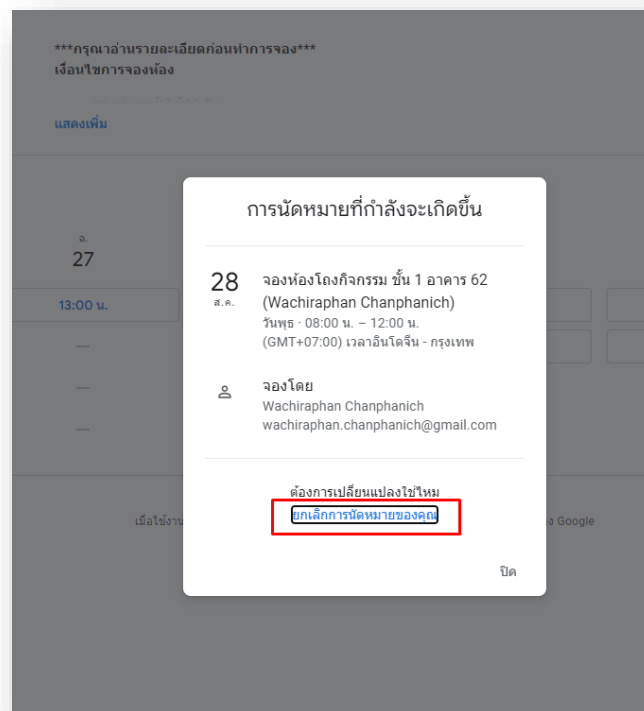 ***กรุณาอ่านรายละเอียดก่อนทำการจอง***
เงื่อนไขการจองห้อง
แสดงเพิ่ม
การนัดหมายที่กำลังจะเกิดขึ้น
อ.
27
13:00 น.
28
ส.ค.
จองห้องโถงกิจกรรม ชั้น 1 อาคาร 62
(Wachiraphan Chanphanich)
วันพุธ · 08:00 น. – 12:00 น.
(GMT+07:00) เวลาอินโดจีน - กรุงเทพ
จองโดย
Wachiraphan Chanphanich
wachiraphan.chanphanich@gmail.com
ต้องการเปลี่ยนแปลงใช่ไหม
ยกเลิกการนัดหมายของคุณ
เมื่อใช้งาน
ง Google
ปิด